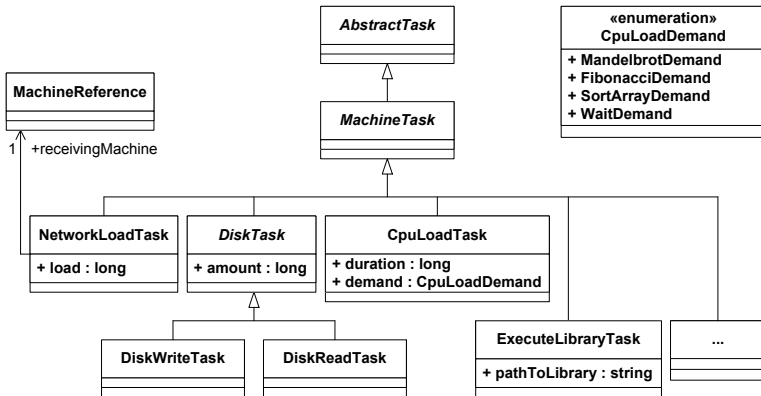 AbstractTask
«enumeration»
CpuLoadDemand
+ MandelbrotDemand
+ FibonacciDemand
+ SortArrayDemand
+ WaitDemand
MachineReference
MachineTask
1 +receivingMachine
NetworkLoadTask
+ load : long
DiskTask
+ amount : long
CpuLoadTask
+ duration : long
+ demand : CpuLoadDemand
DiskWriteTask
DiskReadTask
ExecuteLibraryTask
+ pathToLibrary : string
...